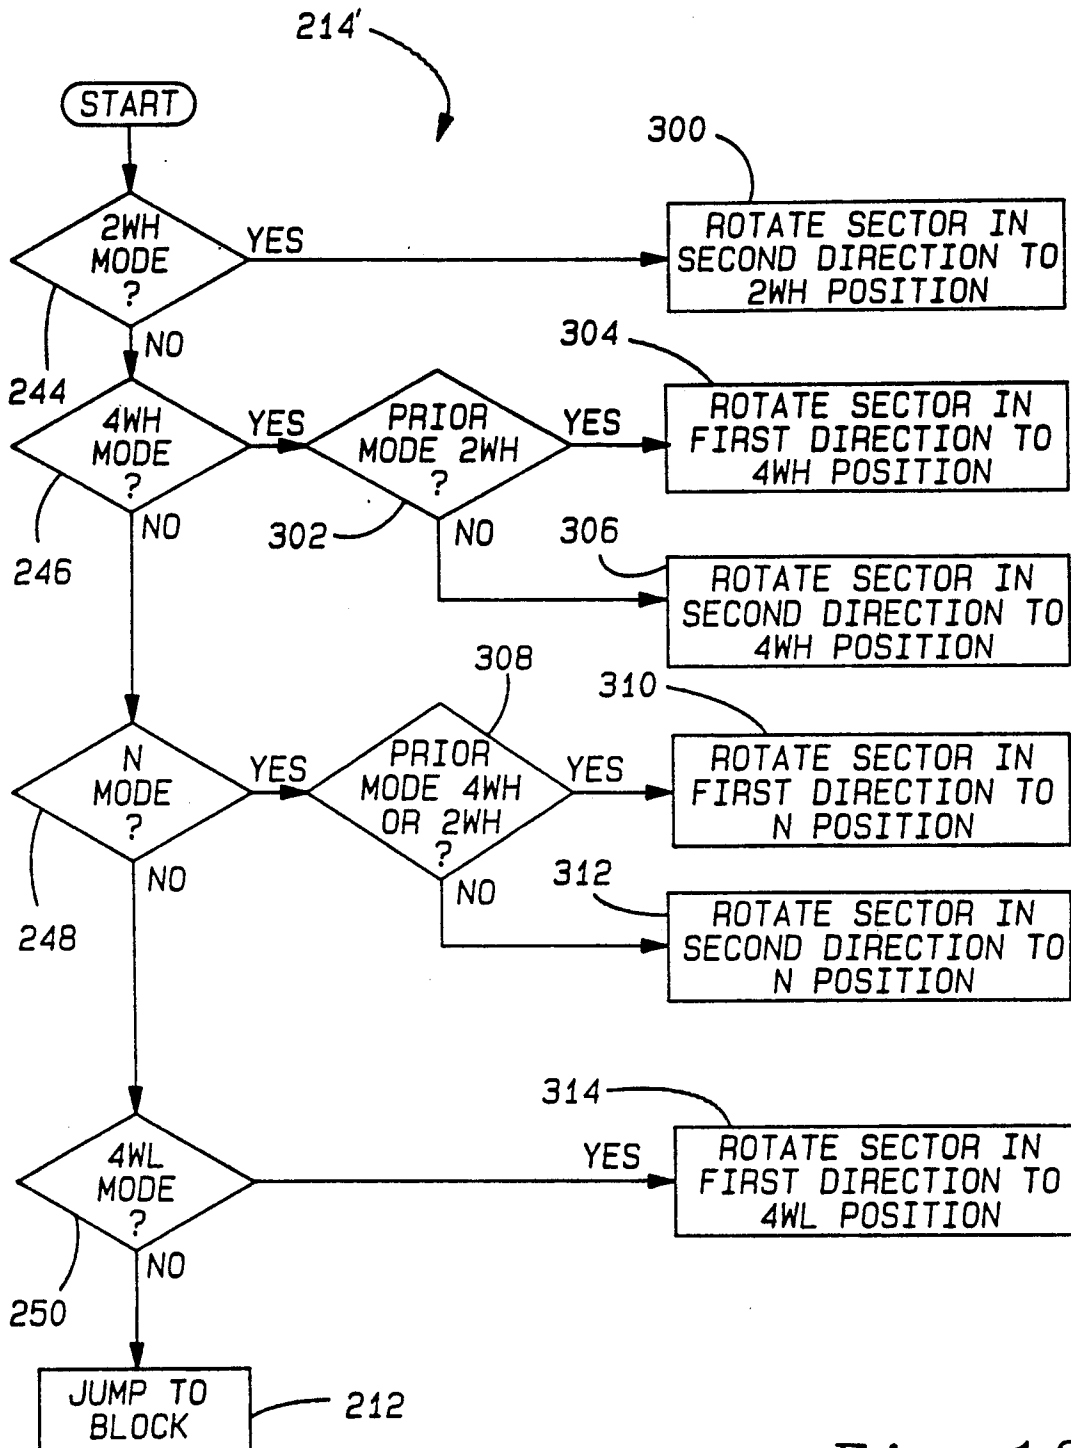 214'
START
300
2WH
MODE
?
YES
ROTATE SECTOR IN
SECOND DIRECTION TO
2WH POSITION
244
NO
304
4WH
MODE
?
YES
PRIOR
MODE 2WH
?
YES
ROTATE SECTOR IN
FIRST DIRECTION TO
4WH POSITION
246
NO
302
NO
306
ROTATE SECTOR IN
SECOND DIRECTION TO
4WH POSITION
308
310
N
MODE
?
YES
PRIOR
MODE 4WH
OR 2WH
?
YES
ROTATE SECTOR IN
FIRST DIRECTION TO
N POSITION
248
NO
NO
312
ROTATE SECTOR IN
SECOND DIRECTION TO
N POSITION
314
4WL
MODE
?
YES
ROTATE SECTOR IN
FIRST DIRECTION TO
4WL POSITION
250
NO
JUMP TO
BLOCK
212